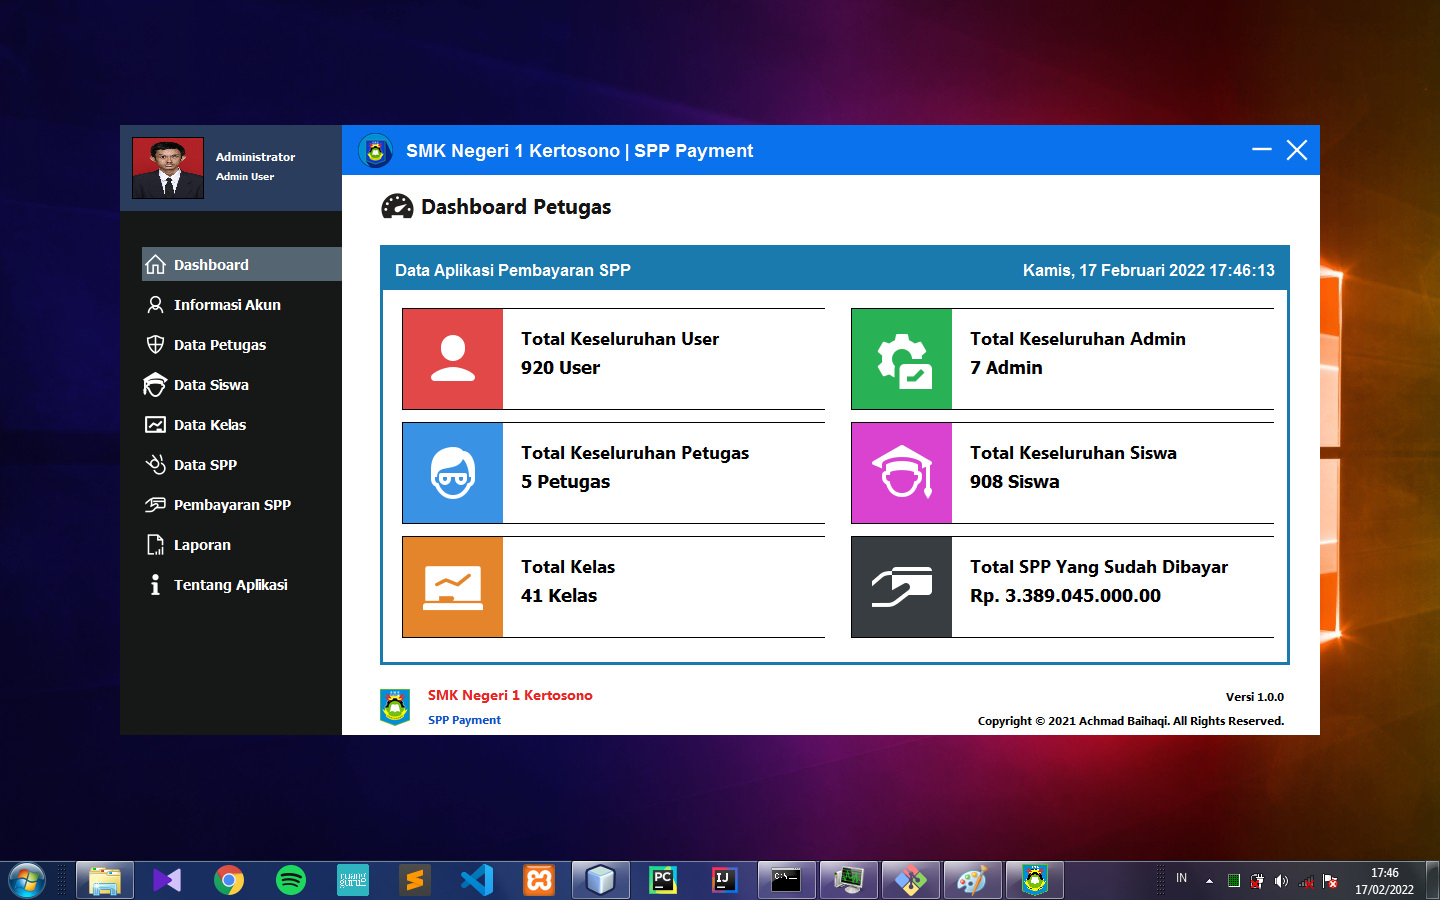 Administrator
Admin User
SMK Negeri 1 Kertosono | SPP Payment
Dashboard Petugas
Dashboard
Informasi Akun
Data Petugas
Data Siswa
Data Kelas
Data SPP
Pembayaran SPP
Laporan
Tentang Aplikasi
Data Aplikasi Pembayaran SPP
Kamis, 17 Februari 2022 17:46:13
Total Keseluruhan User
920 User
Total Keseluruhan Admin
7 Admin
Total Keseluruhan Petugas
5 Petugas
Total Keseluruhan Siswa
908 Siswa
Total Kelas
41 Kelas
Total SPP Yang Sudah Dibayar
Rp. 3.389.045.000.00
SMK Negeri 1 Kertosono
SPP Payment
Versi 1.0.0
Copyright © 2021 Achmad Baihaqi. All Rights Reserved.
ruang
guru
PC
IJ
C:\
IN
17:46
17/02/2022